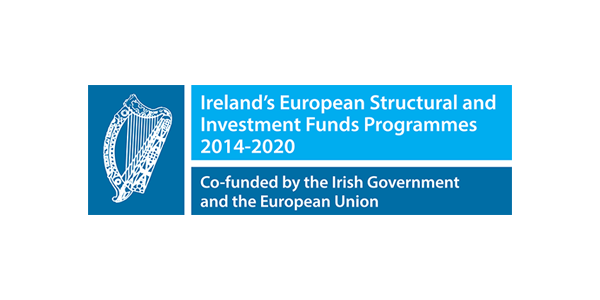 Ireland's European Structural and
Investment Funds Programmes
2014-2020
Co-funded by the Irish Government
and the European Union